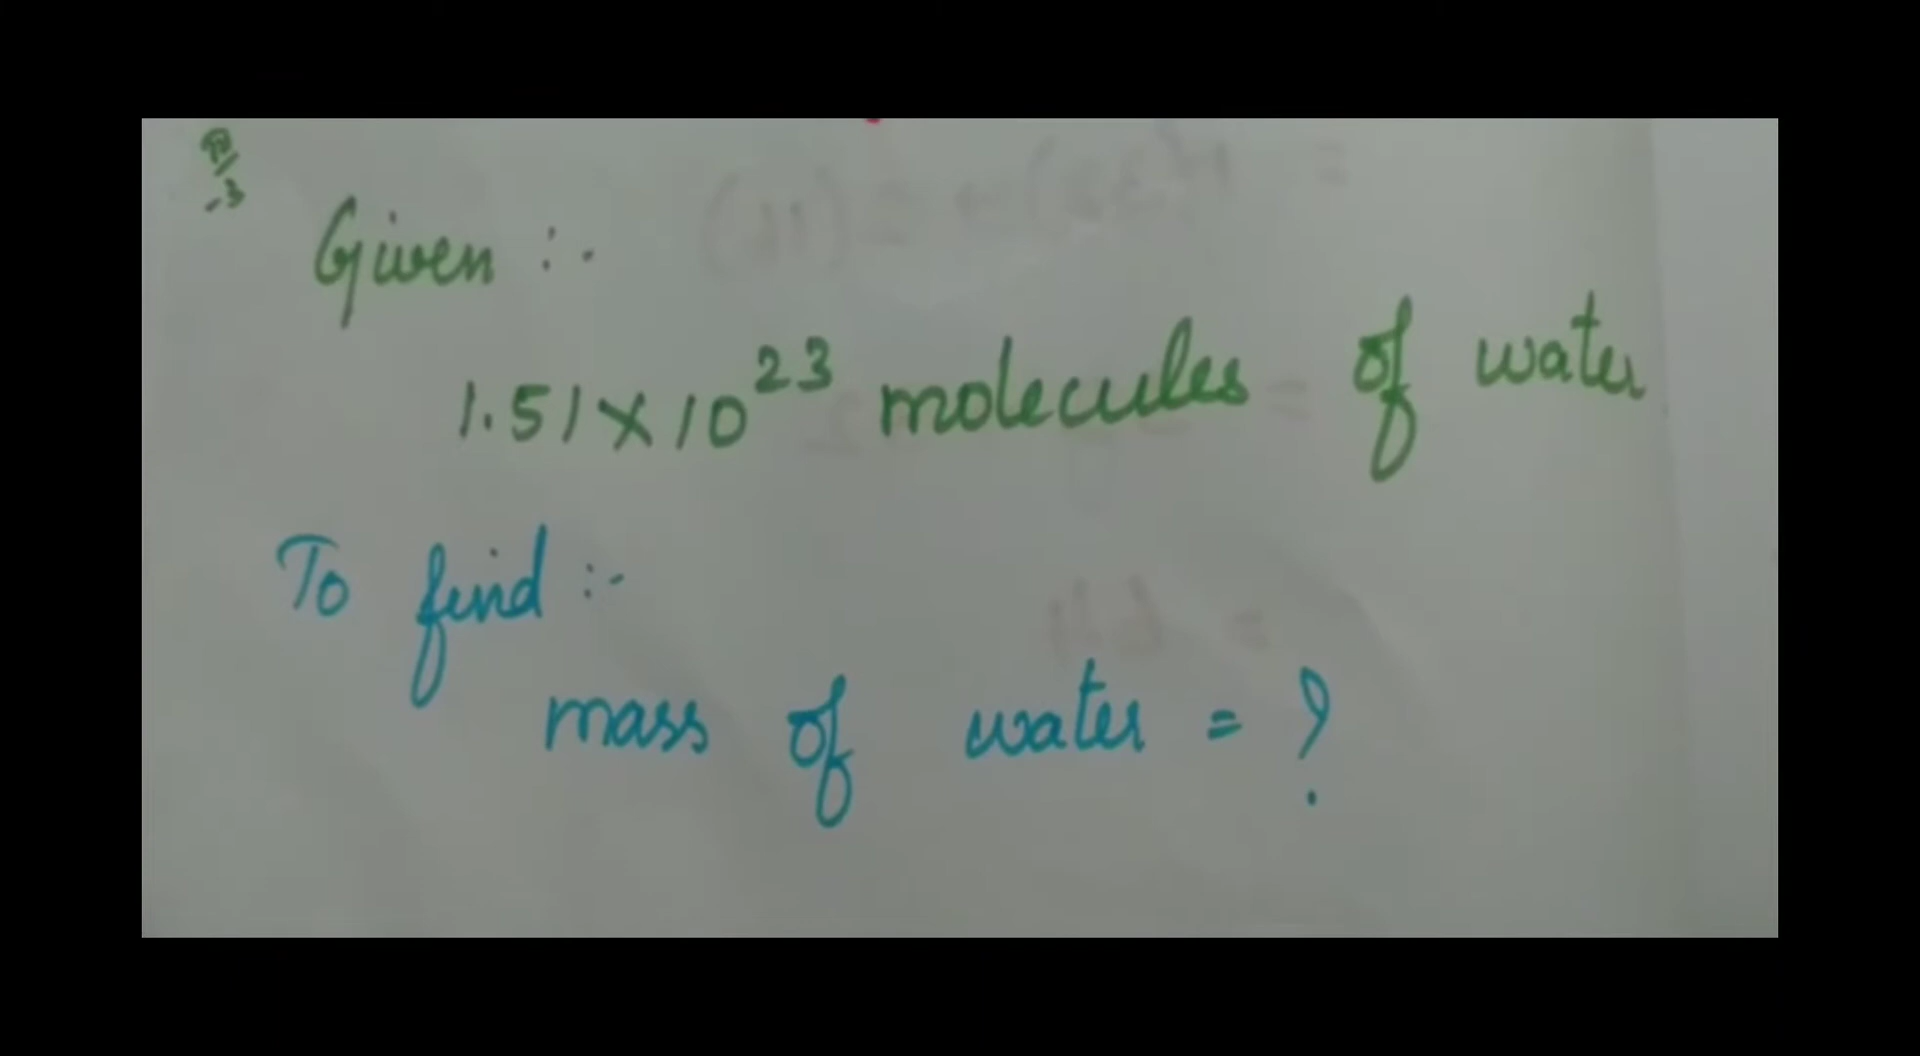 Given :-
1.51×10²³ molecules of water
To find :-
mass of water = ?